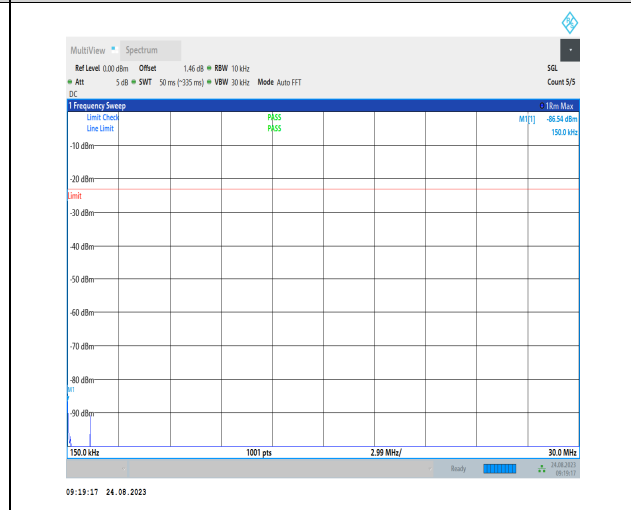 MultiView Spectrum
Ref Level 0.00 dBm Offset 1.46 dB RBW 10 kHz SGL
Att 5 dB SWT 50 ms (~335 ms) VBW 30 kHz Mode Auto FFT Count 5/5
DC
1 Frequency Sweep 1Rm Max
Limit Check PASS M1[1] -86.54 dBm
Line Limit PASS 150.0 kHz
-10 dBm
-20 dBm
Limit
-30 dBm
-40 dBm
-50 dBm
-60 dBm
-70 dBm
-80 dBm
M1
-90 dBm
150.0 kHz 1001 pts 2.99 MHz/ 30.0 MHz
Ready 24.08.2023
09:19:17
09:19:17 24.08.2023